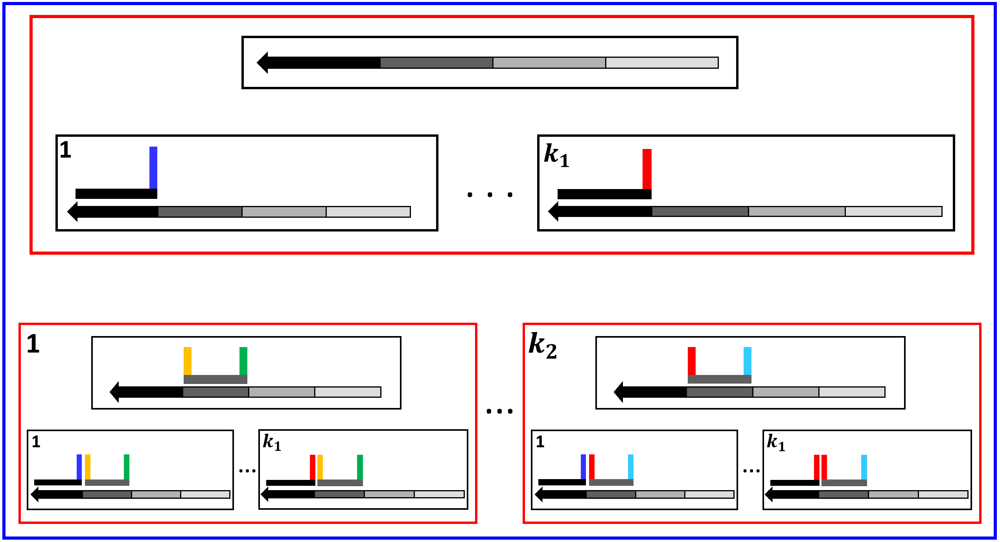 1
. . .
k₁
1
...
k₂
1
...
k₁
1
...
k₁